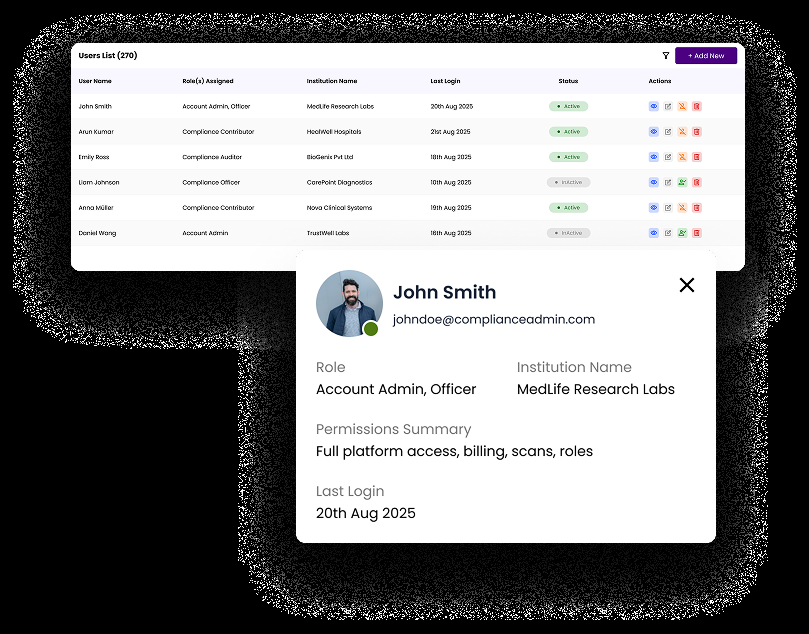 Users List (270)
+ Add New
User Name Role(s) Assigned Institution Name Last Login Status Actions
John Smith Account Admin, Officer MedLife Research Labs 20th Aug 2025 Active
Arun Kumar Compliance Contributor HealWell Hospitals 21st Aug 2025 Active
Emily Ross Compliance Auditor BioGenix Pvt Ltd 18th Aug 2025 Active
Liam Johnson Compliance Officer CarePoint Diagnostics 10th Aug 2025 InActive
Anna Müller Compliance Contributor Nova Clinical Systems 19th Aug 2025 Active
Daniel Wong Account Admin TrustWell Labs 16th Aug 2025 InActive
John Smith
johndoe@complianceadmin.com
Role Institution Name
Account Admin, Officer MedLife Research Labs
Permissions Summary
Full platform access, billing, scans, roles
Last Login
20th Aug 2025